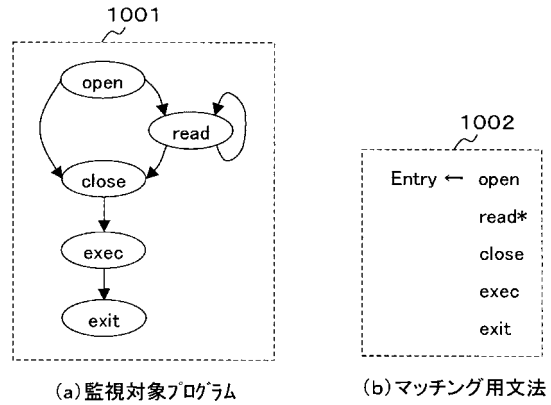 1001
open
read
close
exec
exit
(a)監視対象プログラム
1002
Entry ← open
read*
close
exec
exit
(b)マッチング用文法